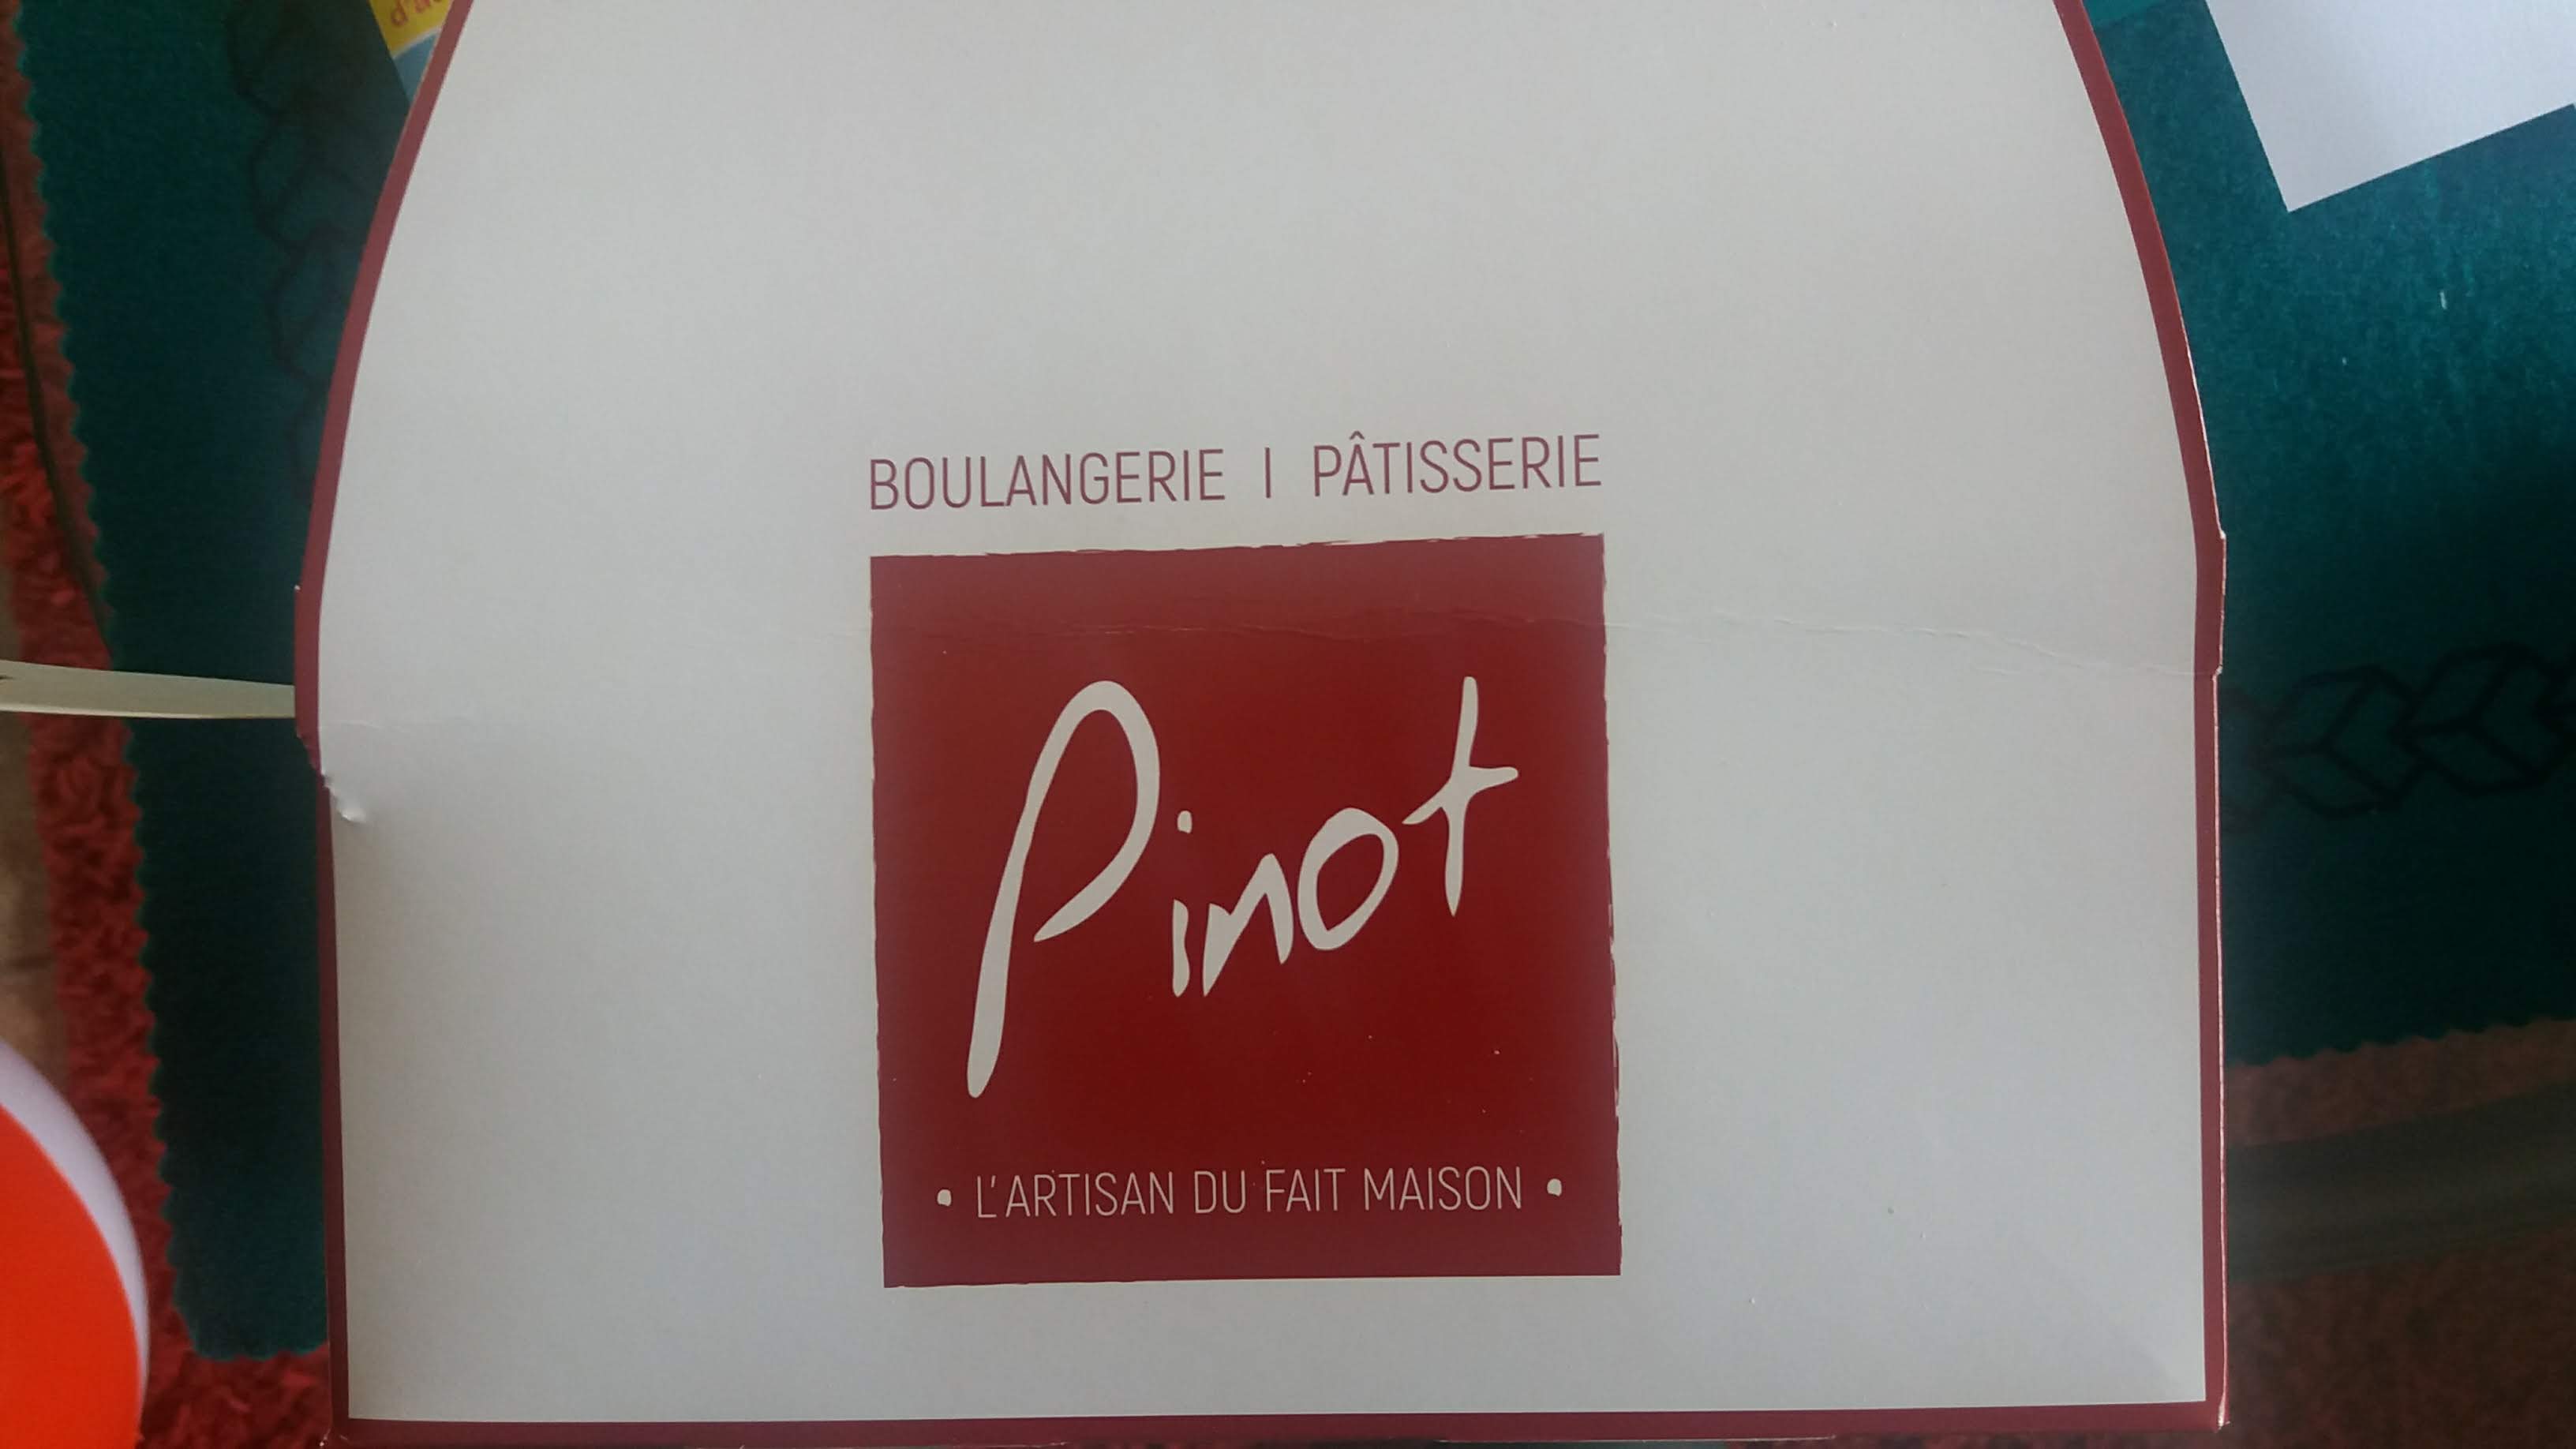 BOULANGERIE | PÂTISSERIE
Pinot
• L'ARTISAN DU FAIT MAISON •